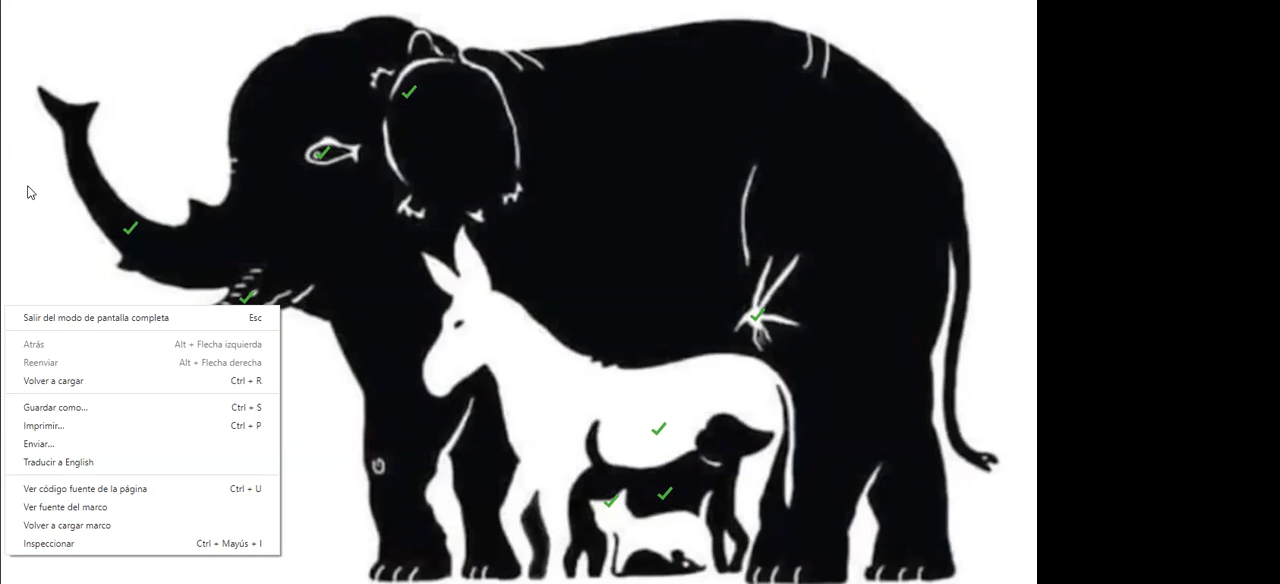 Salir del modo de pantalla completa Esc
Atrás Alt + Flecha izquierda
Reenviar Alt + Flecha derecha
Volver a cargar Ctrl + R
Guardar como... Ctrl + S
Imprimir... Ctrl + P
Enviar...
Traducir a English
Ver código fuente de la página Ctrl + U
Ver fuente del marco
Volver a cargar marco
Inspeccionar Ctrl + Mayús + I